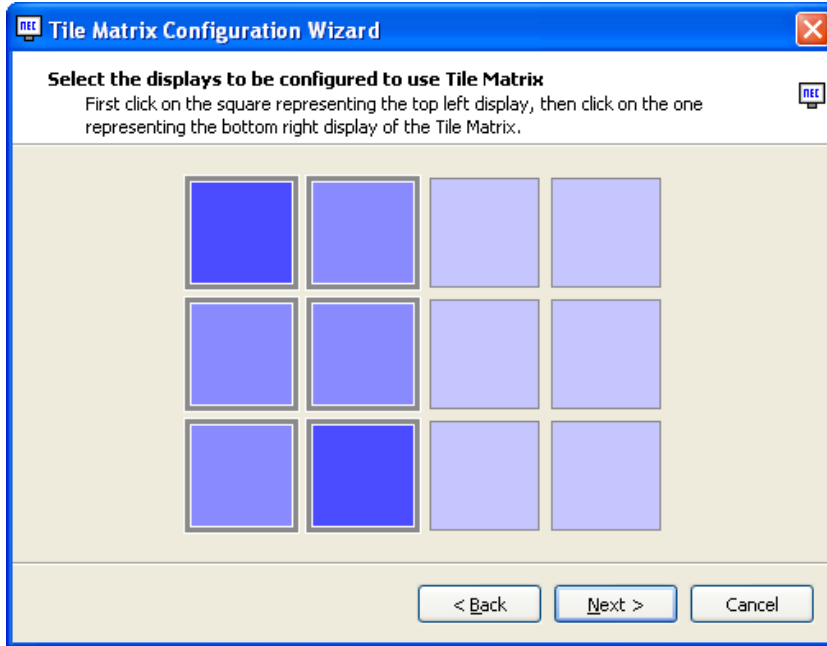 NEC Tile Matrix Configuration Wizard
Select the displays to be configured to use Tile Matrix
First click on the square representing the top left display, then click on the one
representing the bottom right display of the Tile Matrix.
NEC
< Back Next > Cancel